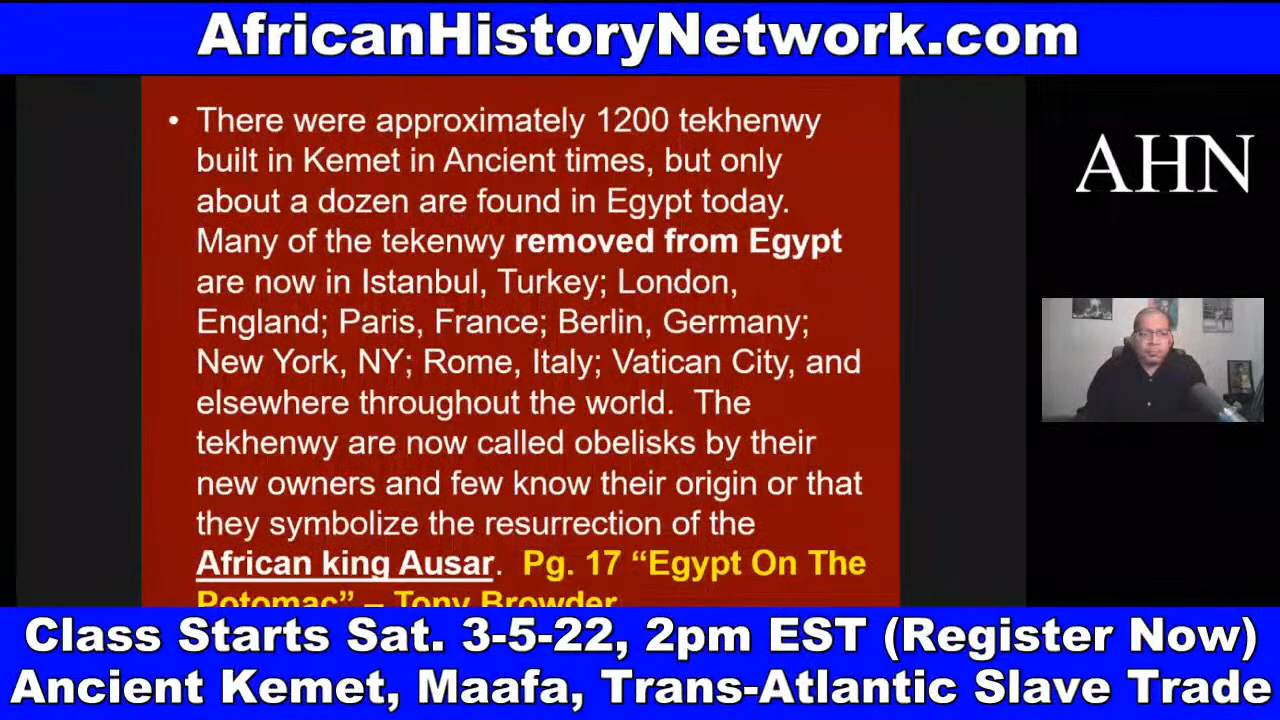 AfricanHistoryNetwork.com
• There were approximately 1200 tekhenwy
built in Kemet in Ancient times, but only
about a dozen are found in Egypt today.
Many of the tekenwy removed from Egypt
are now in Istanbul, Turkey; London,
England; Paris, France; Berlin, Germany;
New York, NY; Rome, Italy; Vatican City, and
elsewhere throughout the world. The
tekhenwy are now called obelisks by their
new owners and few know their origin or that
they symbolize the resurrection of the
African king Ausar. Pg. 17 “Egypt On The
Potomac” – Tony Browder
AHN
Class Starts Sat. 3-5-22, 2pm EST (Register Now)
Ancient Kemet, Maafa, Trans-Atlantic Slave Trade